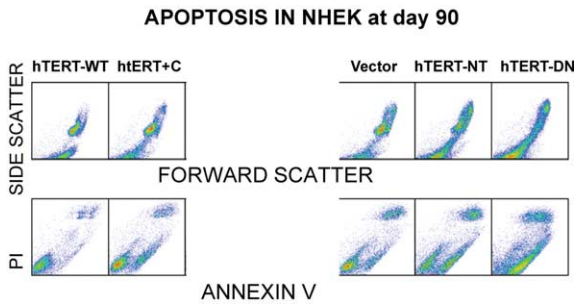 APOPTOSIS IN NHEK at day 90
hTERT-WT htERT+C Vector hTERT-NT hTERT-DN
SIDE SCATTER
FORWARD SCATTER
PI
ANNEXIN V